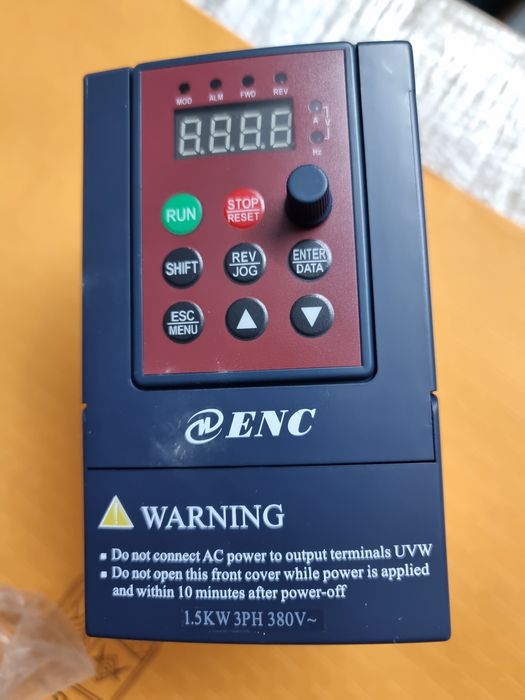 MOD ALM FWD REV
8.8.8.8
A
V
Hz
RUN
STOP
RESET
SHIFT
REV
JOG
ENTER
DATA
ESC
MENU
ENC
WARNING
Do not connect AC power to output terminals UVW
Do not open this front cover while power is applied
and within 10 minutes after power-off
1.5KW 3PH 380V~